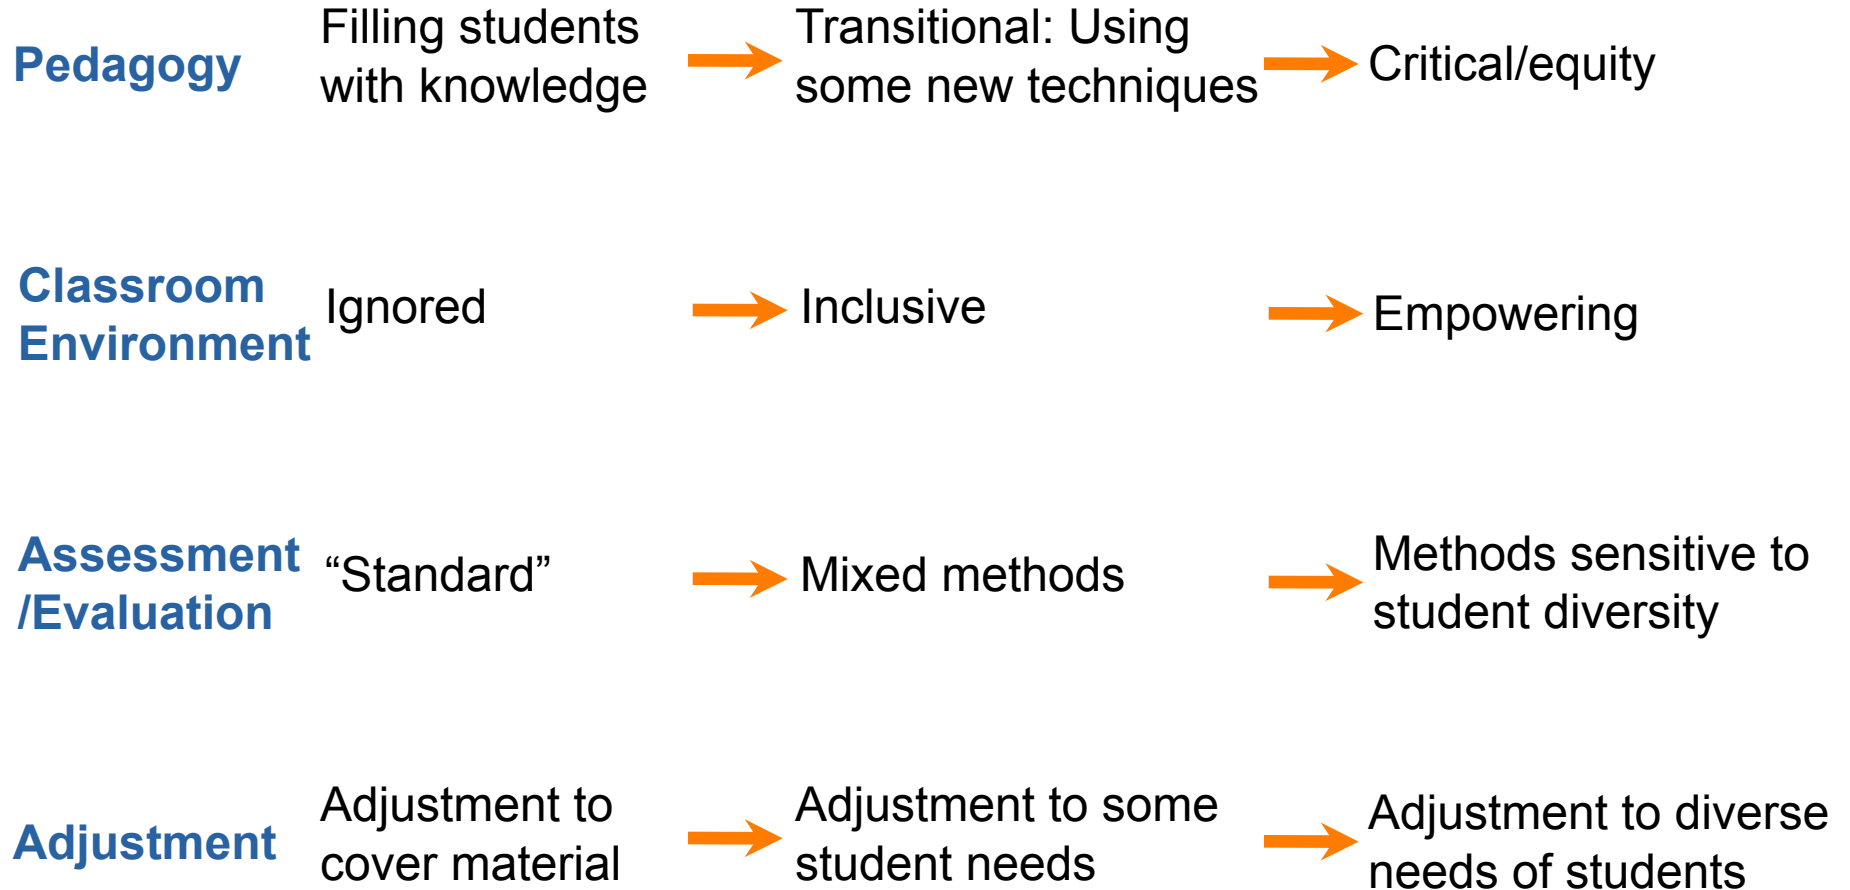 Pedagogy
Filling students
with knowledge
Transitional: Using
some new techniques
Critical/equity
Classroom
Environment
Ignored
Inclusive
Empowering
Assessment
/Evaluation
“Standard”
Mixed methods
Methods sensitive to
student diversity
Adjustment
Adjustment to
cover material
Adjustment to some
student needs
Adjustment to diverse
needs of students